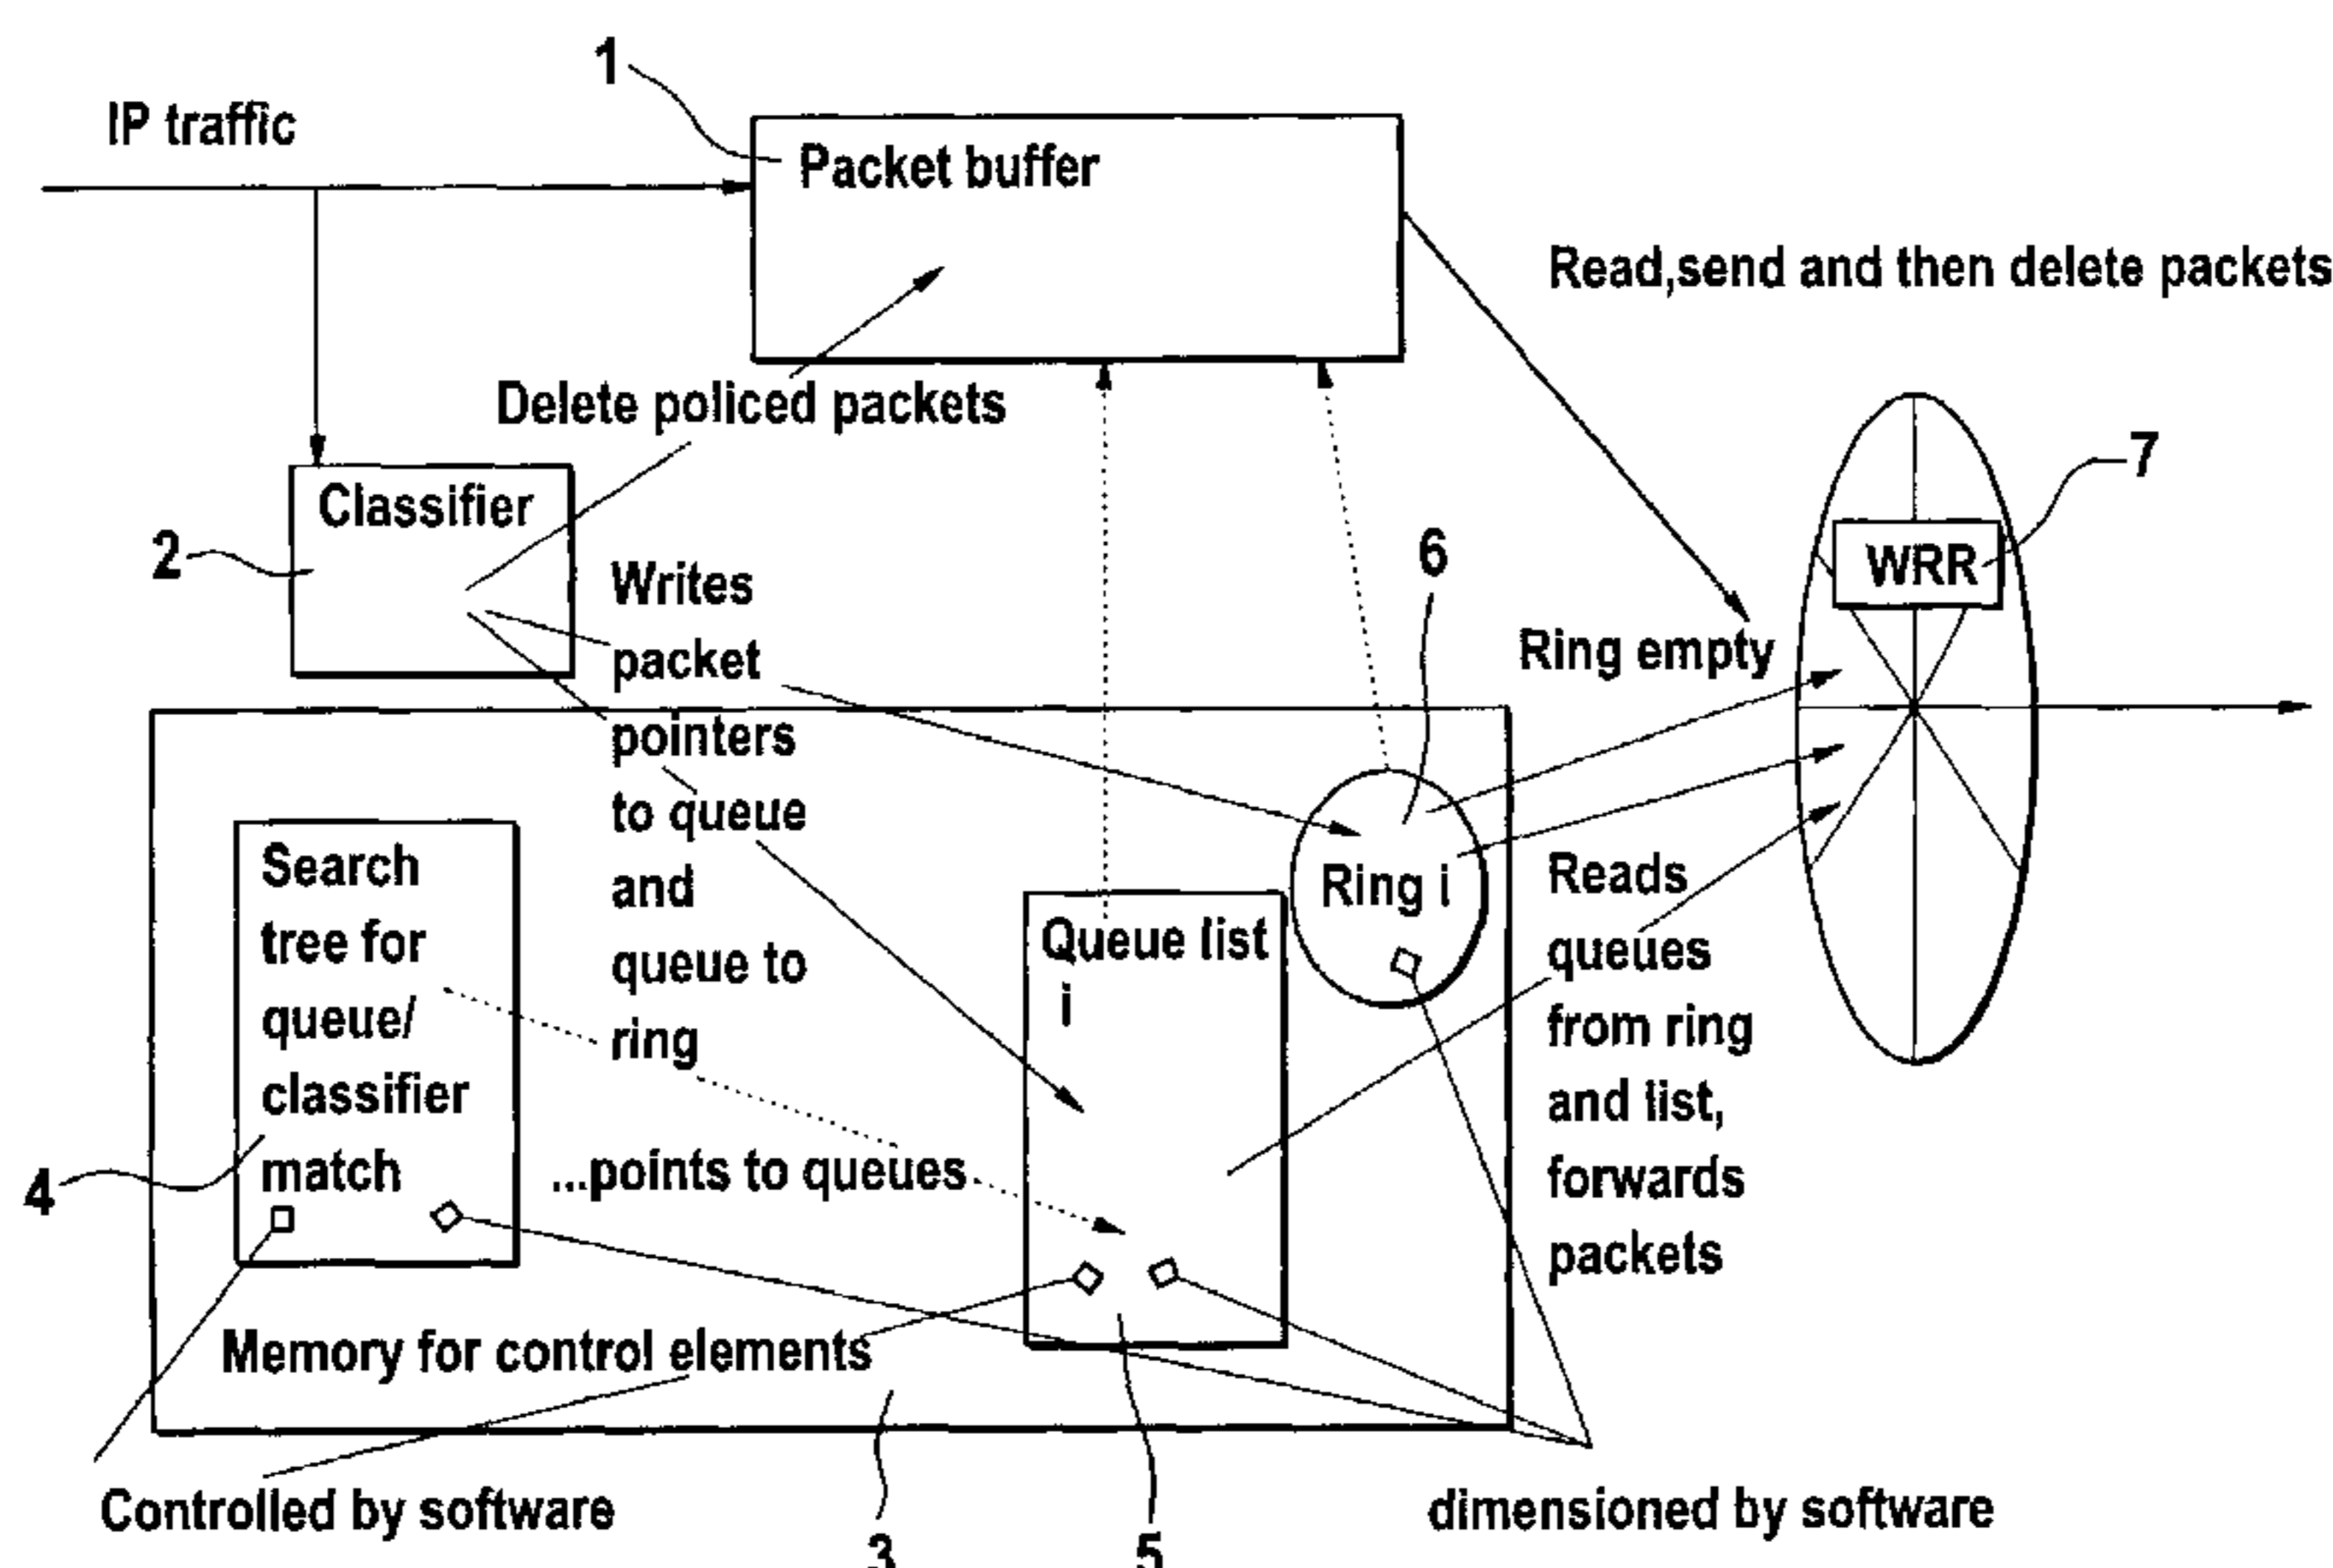 1
IP traffic
Packet buffer
Read,send and then delete packets
Delete policed packets
7
Classifier
2
WRR
6
Writes
packet
pointers
to queue
and
queue to
ring
Ring empty
Search
tree for
queue/
classifier
match
4
...points to queues
Queue list
i
Ring i
Reads
queues
from ring
and list,
forwards
packets
Memory for control elements
Controlled by software
dimensioned by software
3
5